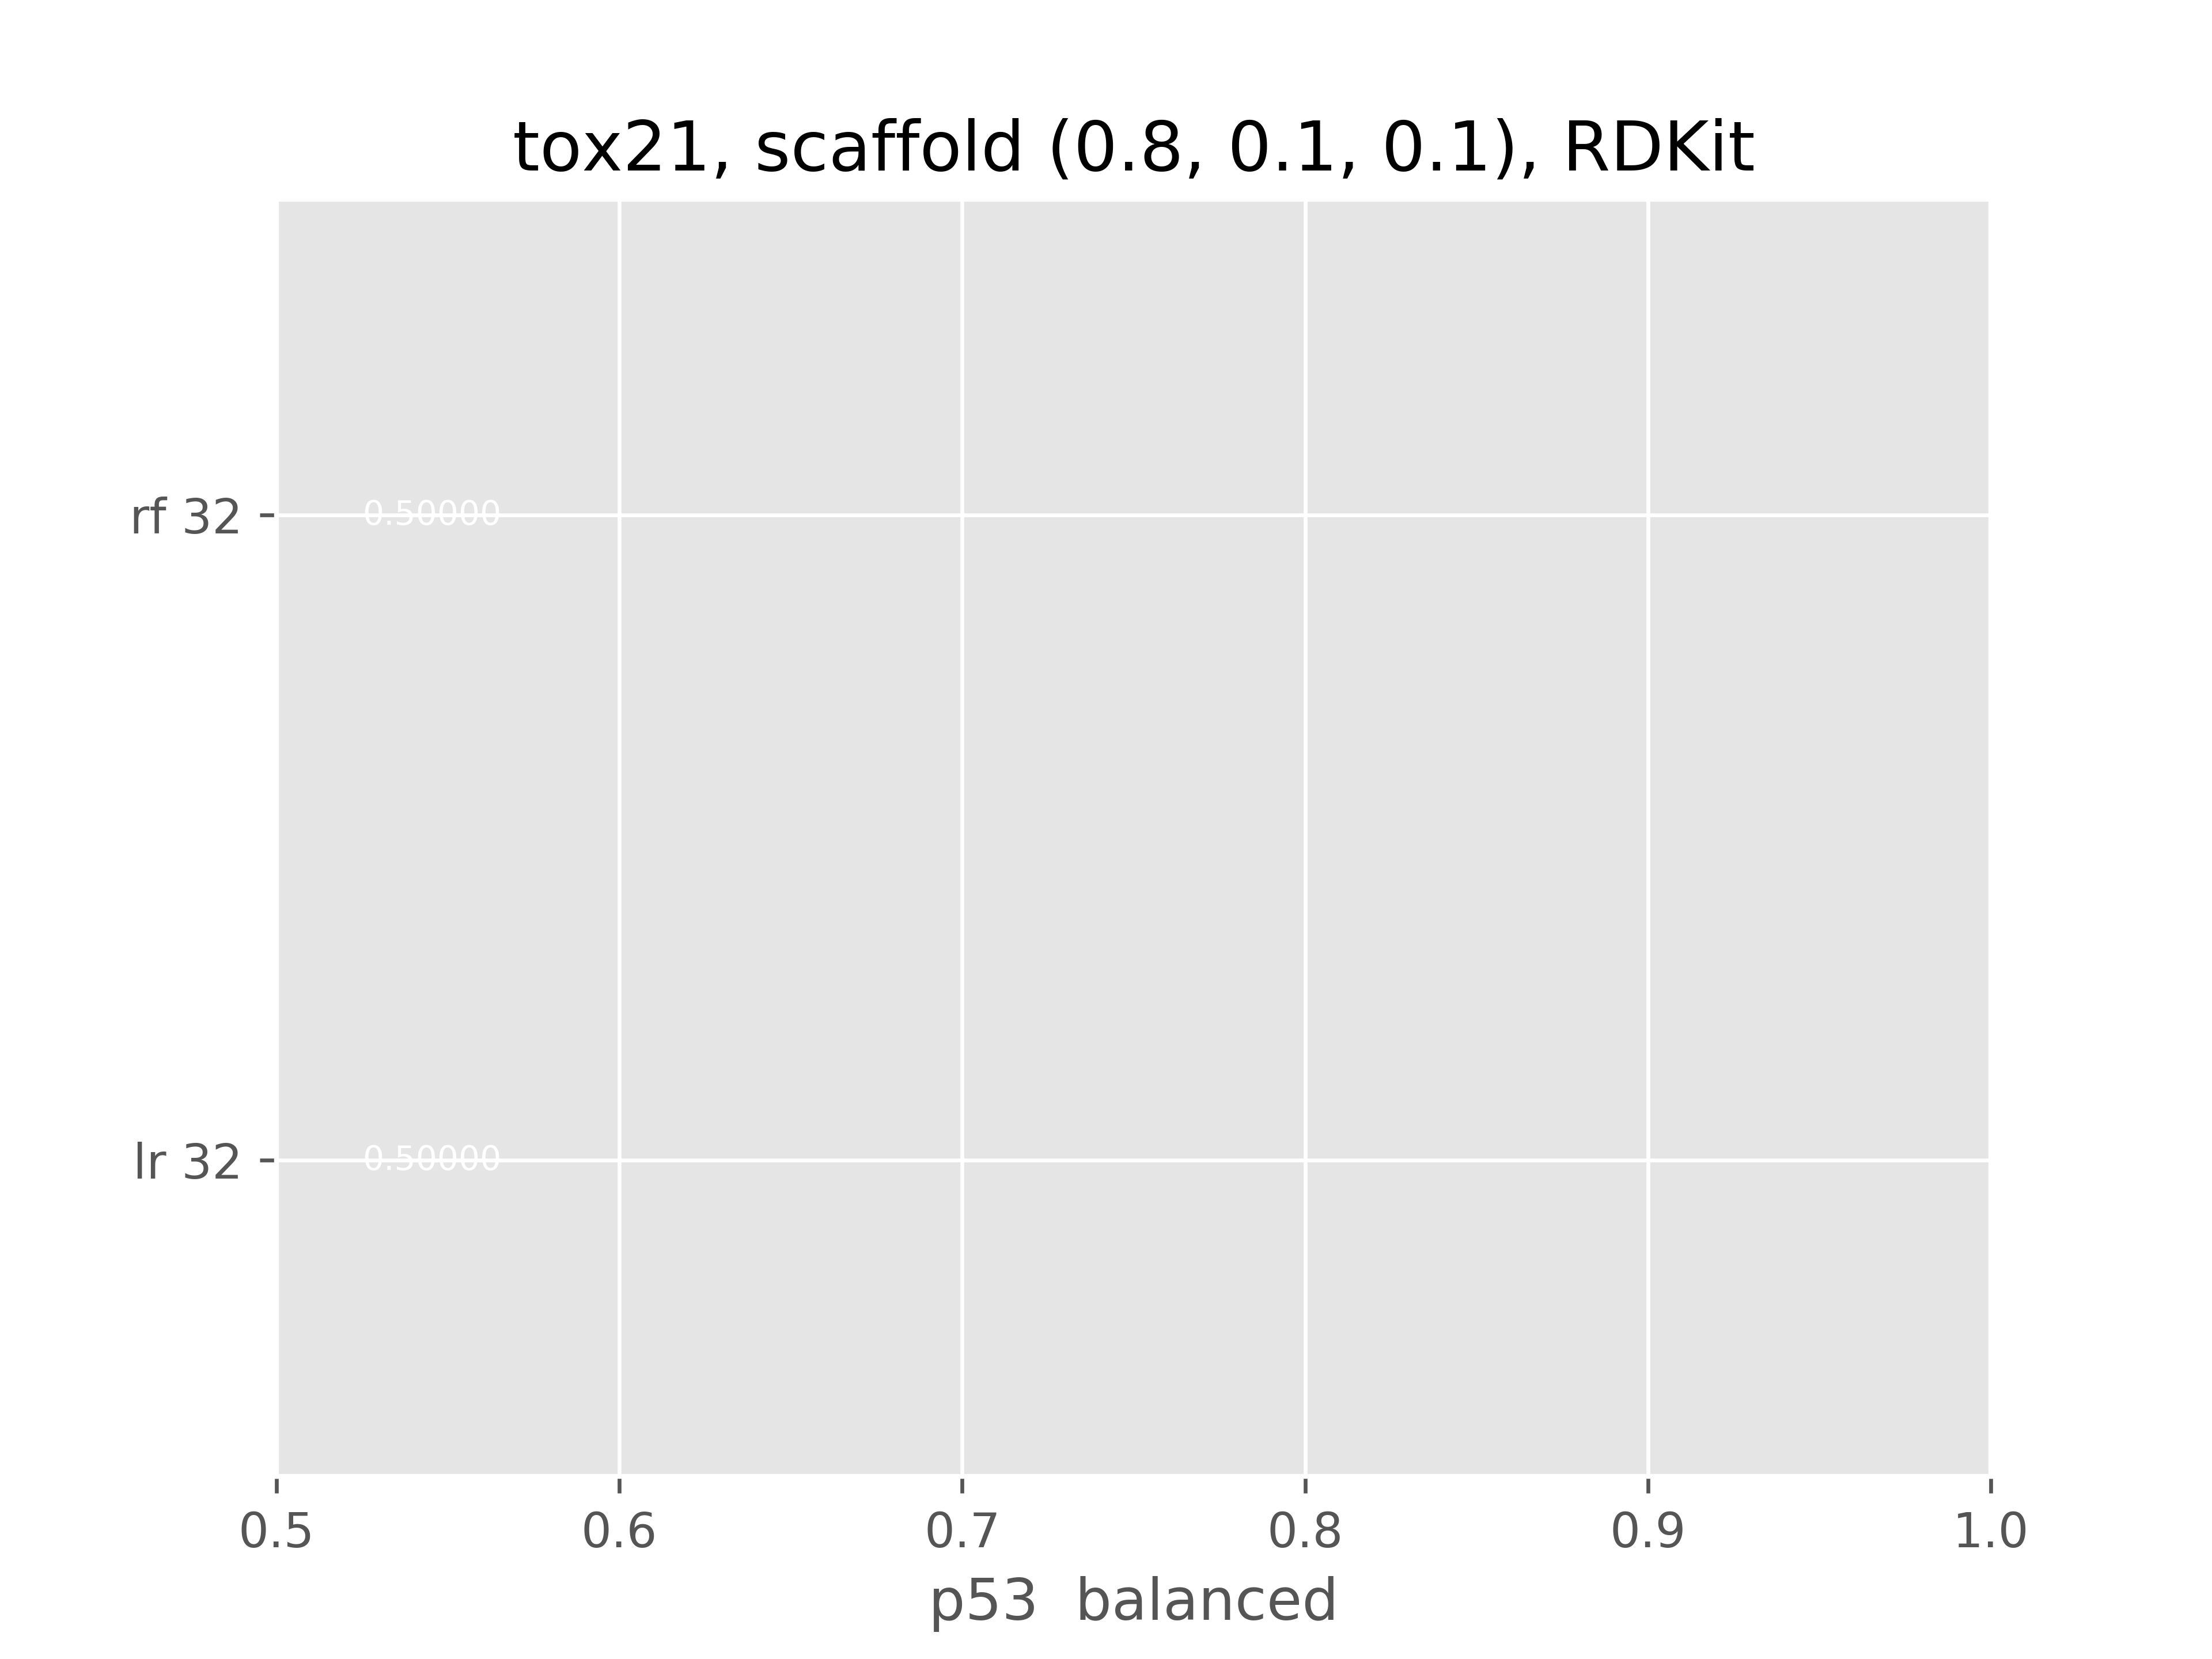 tox21, scaffold (0.8, 0.1, 0.1), RDKit
rf 32
0.50000
lr 32
0.50000
0.5 0.6 0.7 0.8 0.9 1.0
p53 balanced